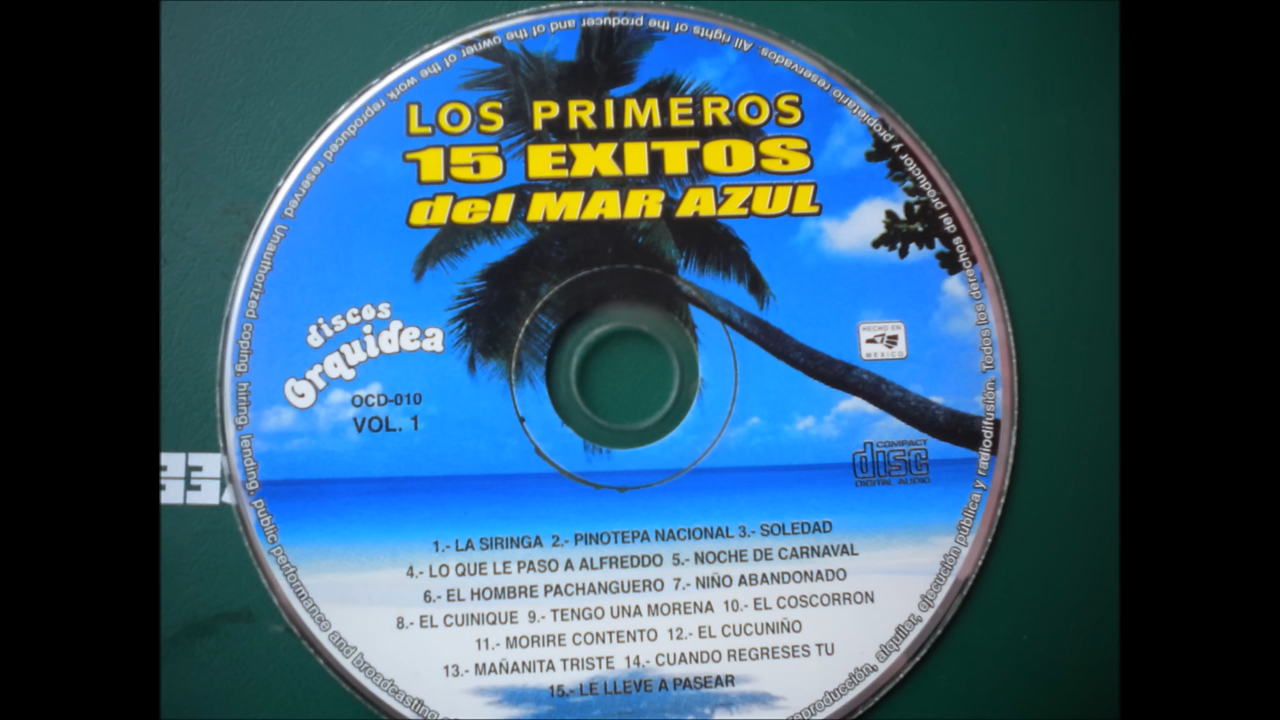 LOS PRIMEROS
15 EXITOS
del MAR AZUL
discos
Orquidea
OCD-010
VOL. 1
HECHO EN
MEXICO
COMPACT
disc
DIGITAL AUDIO
1.- LA SIRINGA 2.- PINOTEPA NACIONAL 3.- SOLEDAD
4.- LO QUE LE PASO A ALFREDDO 5.- NOCHE DE CARNAVAL
6.- EL HOMBRE PACHANGUERO 7.- NIÑO ABANDONADO
8.- EL CUINIQUE 9.- TENGO UNA MORENA 10.- EL COSCORRON
11.- MORIRE CONTENTO 12.- EL CUCUNIÑO
13.- MAÑANITA TRISTE 14.- CUANDO REGRESES TU
15.- LE LLEVE A PASEAR
All rights of the producer and of the owner of the work reproduced reserved. Unauthorized coping, hiring, lending, public performance and broadcasting
reproducción, alquiler, ejecución pública y radiodifusión. Todos los derechos del productor y propietario reservados.